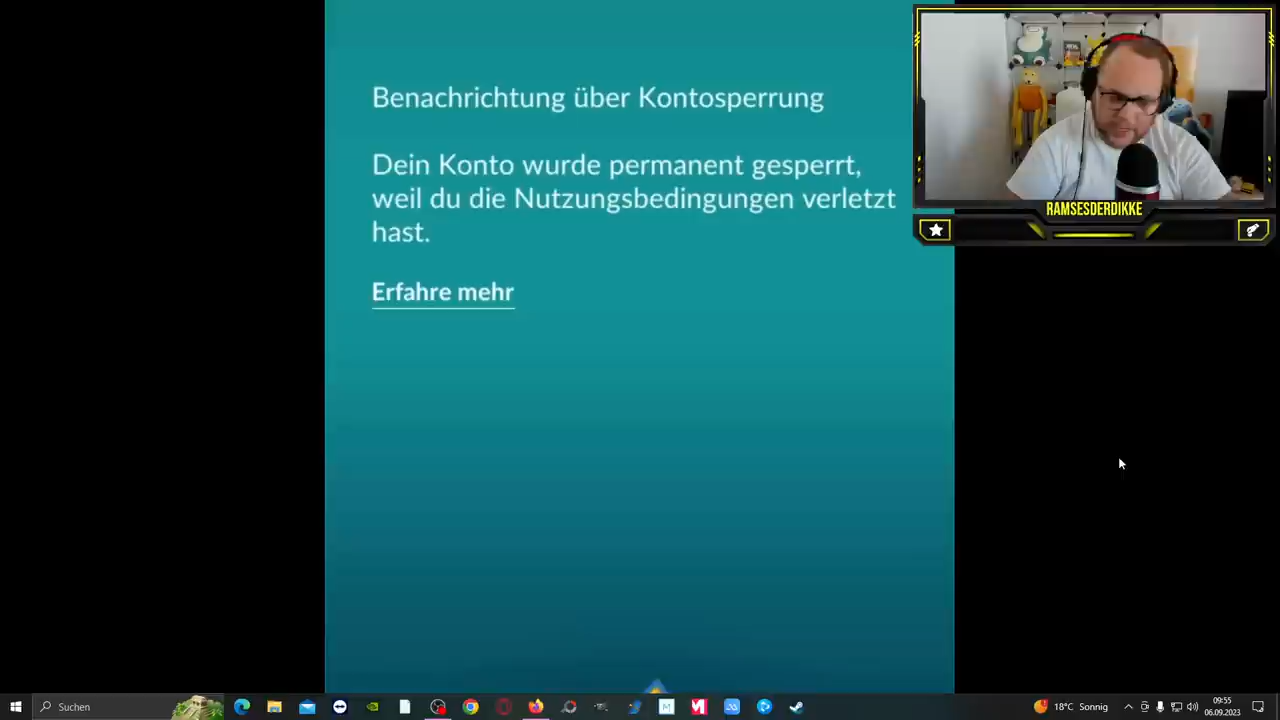 Benachrichtung über Kontosperrung
Dein Konto wurde permanent gesperrt,
weil du die Nutzungsbedingungen verletzt
hast.
Erfahre mehr
RAMSESDERDIKKE
Suchen
18°C Sonnig
09:55
06.09.2023